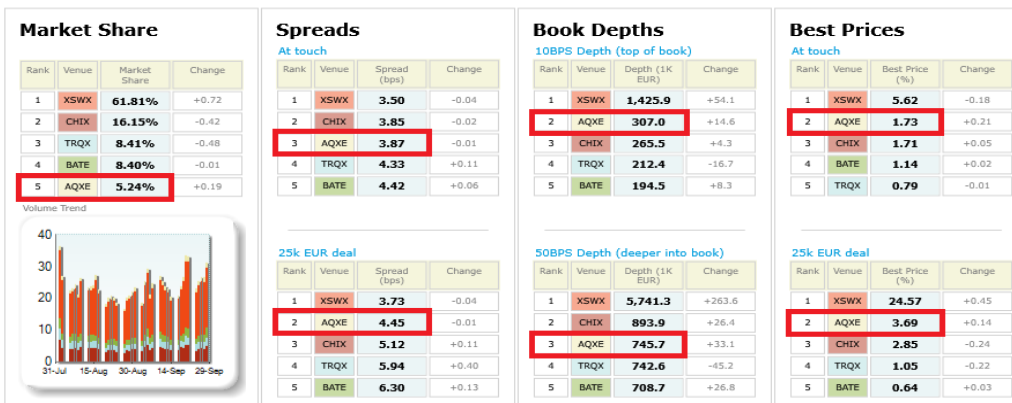 Market Share
Rank Venue Market Share Change
1 XSWX 61.81% +0.72
2 CHIX 16.15% -0.42
3 TRQX 8.41% -0.48
4 BATE 8.40% -0.01
5 AQXE 5.24% +0.19
Volume Trend
40
30
20
10
0
31-Jul 15-Aug 30-Aug 14-Sep 29-Sep
Spreads
At touch
Rank Venue Spread (bps) Change
1 XSWX 3.50 -0.04
2 CHIX 3.85 -0.02
3 AQXE 3.87 -0.01
4 TRQX 4.33 +0.11
5 BATE 4.42 +0.06
25k EUR deal
Rank Venue Spread (bps) Change
1 XSWX 3.73 -0.04
2 AQXE 4.45 -0.01
3 CHIX 5.12 +0.11
4 TRQX 5.94 +0.40
5 BATE 6.30 +0.13
Book Depths
10BPS Depth (top of book)
Rank Venue Depth (1K EUR) Change
1 XSWX 1,425.9 +54.1
2 AQXE 307.0 +14.6
3 CHIX 265.5 +4.3
4 TRQX 212.4 -16.7
5 BATE 194.5 +8.3
50BPS Depth (deeper into book)
Rank Venue Depth (1K EUR) Change
1 XSWX 5,741.3 +263.6
2 CHIX 893.9 +26.4
3 AQXE 745.7 +33.1
4 TRQX 742.6 -45.2
5 BATE 708.7 +26.8
Best Prices
At touch
Rank Venue Best Price (%) Change
1 XSWX 5.62 -0.18
2 AQXE 1.73 +0.21
3 CHIX 1.71 +0.05
4 BATE 1.14 +0.02
5 TRQX 0.79 -0.01
25k EUR deal
Rank Venue Best Price (%) Change
1 XSWX 24.57 +0.45
2 AQXE 3.69 +0.14
3 CHIX 2.85 -0.24
4 TRQX 1.05 -0.22
5 BATE 0.64 +0.03